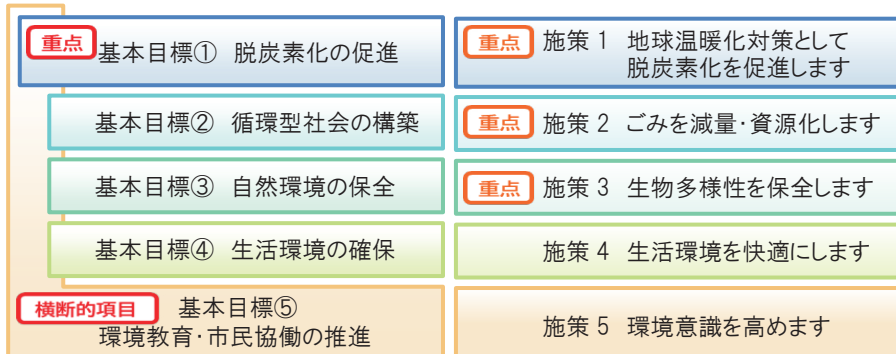 重点 基本目標① 脱炭素化の促進
重点 施策 1 地球温暖化対策として
脱炭素化を促進します
基本目標② 循環型社会の構築
重点 施策 2 ごみを減量・資源化します
基本目標③ 自然環境の保全
重点 施策 3 生物多様性を保全します
基本目標④ 生活環境の確保
施策 4 生活環境を快適にします
横断的項目 基本目標⑤
環境教育・市民協働の推進
施策 5 環境意識を高めます